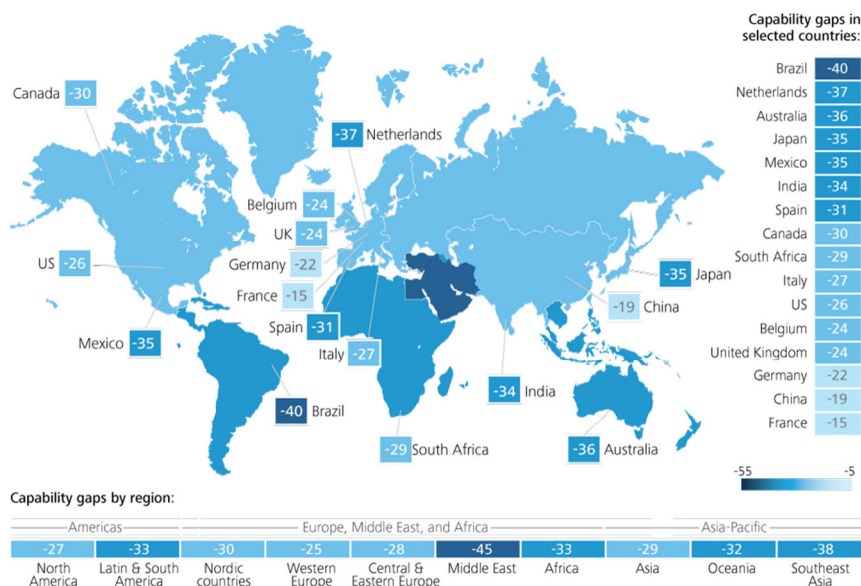 Capability gaps in
selected countries:
Brazil -40
Netherlands -37
Australia -36
Japan -35
Mexico -35
India -34
Spain -31
Canada -30
South Africa -29
Italy -27
US -26
Belgium -24
United Kingdom -24
Germany -22
China -19
France -15
-55 -5
Canada -30
-37 Netherlands
Belgium -24
UK -24
US -26
Germany -22
-35 Japan
France -15
-19 China
Spain -31
Mexico -35
Italy -27
-34 India
-40 Brazil
-29 South Africa
-36 Australia
Capability gaps by region:
Americas Europe, Middle East, and Africa Asia-Pacific
-27 -33 -30 -25 -28 -45 -33 -29 -32 -38
North Latin & South Nordic Western Central & Middle East Africa Asia Oceania Southeast
America America countries Europe Eastern Europe Asia